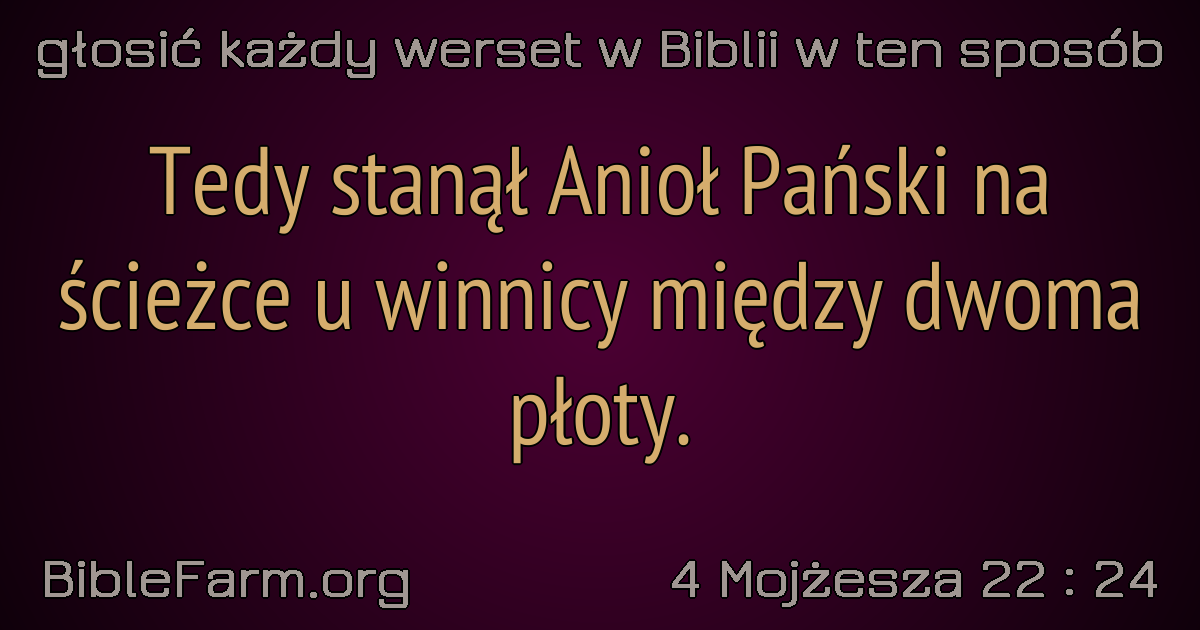 głosić każdy werset w Biblii w ten sposób
Tedy stanął Anioł Pański na
ścieżce u winnicy między dwoma
płoty.
BibleFarm.org
4 Mojżesza 22 : 24